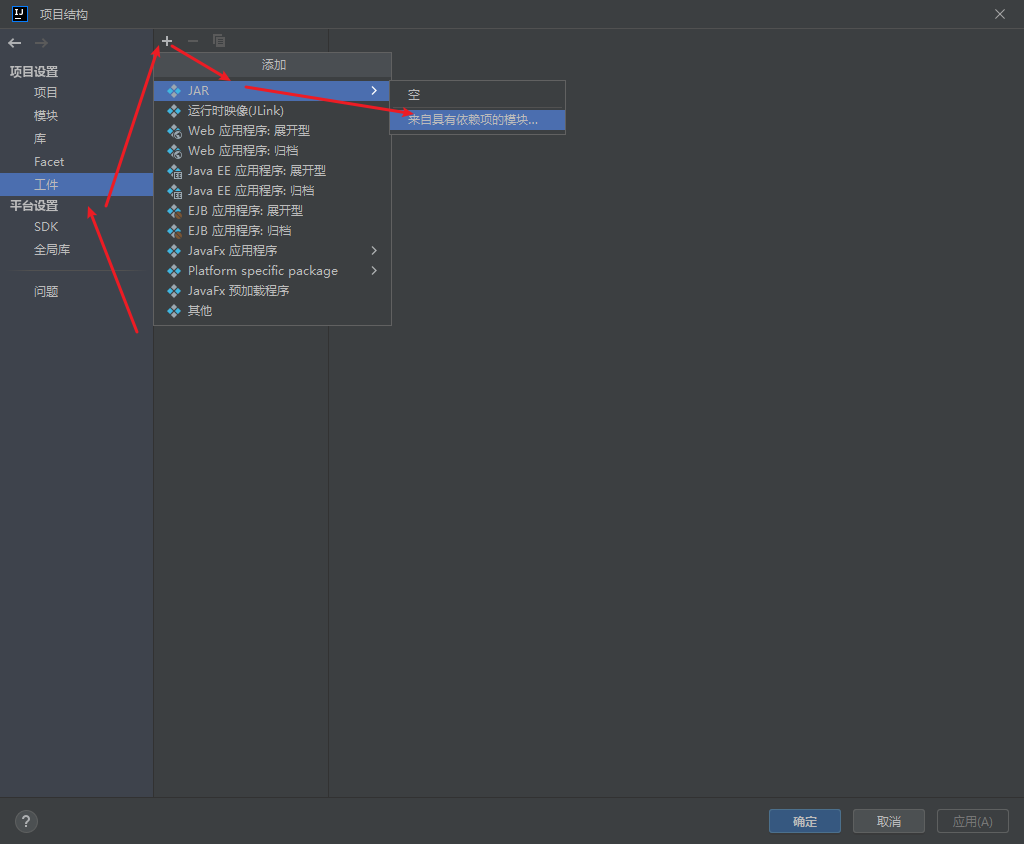 IJ
项目结构
项目设置
项目
模块
库
Facet
工件
平台设置
SDK
全局库
问题
添加
JAR
运行时映像(JLink)
Web 应用程序: 展开型
Web 应用程序: 归档
Java EE 应用程序: 展开型
Java EE 应用程序: 归档
EJB 应用程序: 展开型
EJB 应用程序: 归档
JavaFx 应用程序
Platform specific package
JavaFx 预加载程序
其他
空
来自具有依赖项的模块...
?
确定
取消
应用(A)